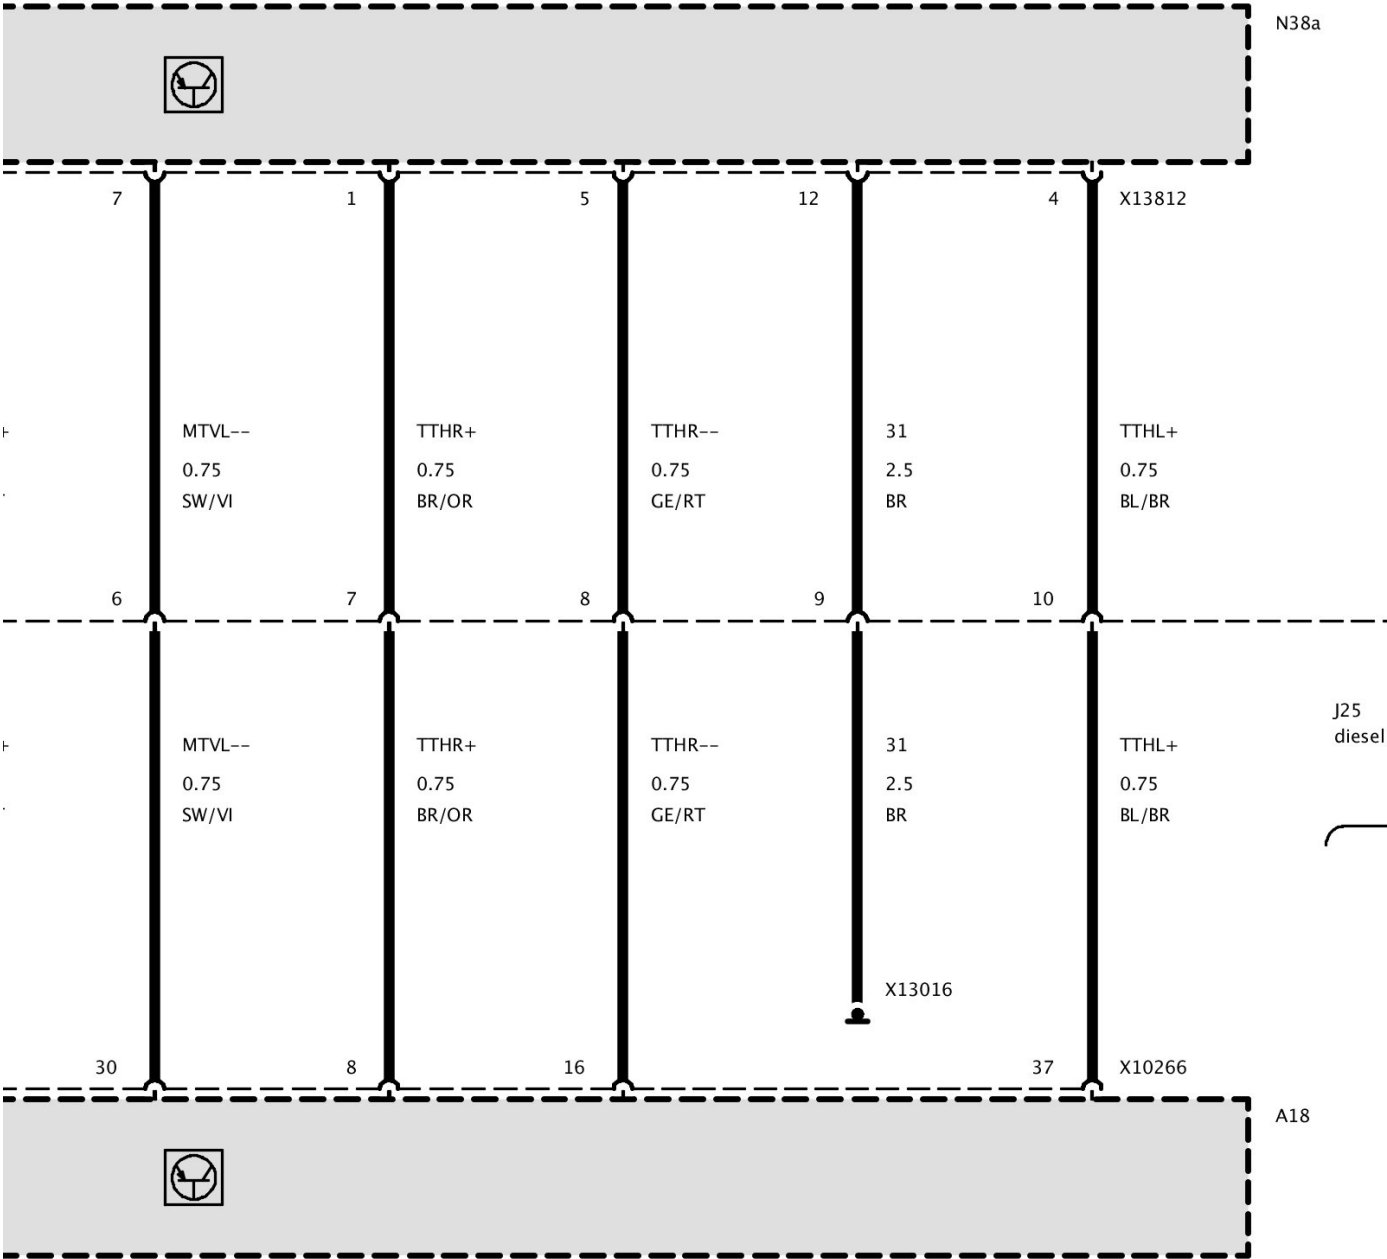 N38a
7 1 5 12 4 X13812
MTVL-- TTHR+ TTHR-- 31 TTHL+
0.75 0.75 0.75 2.5 0.75
SW/VI BR/OR GE/RT BR BL/BR
6 7 8 9 10
J25
diesel
MTVL-- TTHR+ TTHR-- 31 TTHL+
0.75 0.75 0.75 2.5 0.75
SW/VI BR/OR GE/RT BR BL/BR
X13016
30 8 16 37 X10266
A18